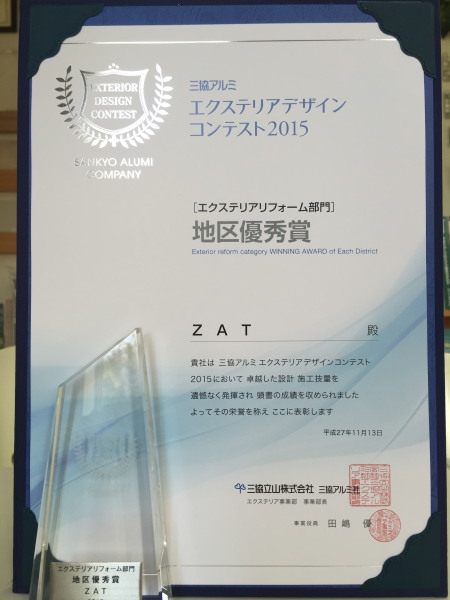 EXTERIOR
DESIGN
CONTEST
SANKYO ALUMI
COMPANY
三協アルミ
エクステリアデザイン
コンテスト2015
[エクステリアリフォーム部門]
地区優秀賞
Exterior reform category WINNING AWARD of Each District
ZAT 殿
貴社は 三協アルミ エクステリアデザインコンテスト
2015において 卓越した設計 施工技量を
遺憾なく発揮され 頭書の成績を収められました
よってその栄誉を称え ここに表彰します
平成27年11月13日
三協立山株式会社 三協アルミ社
エクステリア事業部 事業部長
事業役員 田嶋 優
エクステリアリフォーム部門
地区優秀賞
ZAT